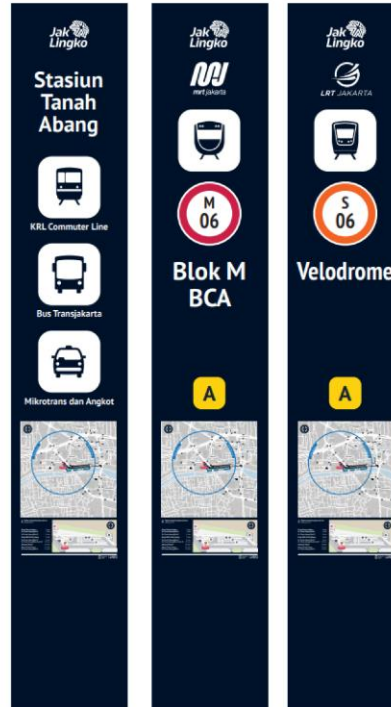 Jak
Lingko
Stasiun
Tanah
Abang
KRL Commuter Line
Bus Transjakarta
Mikrotrans dan Angkot
Jak
Lingko
mrt jakarta
M
06
Blok M
BCA
A
Jak
Lingko
LRT JAKARTA
S
06
Velodrome
A